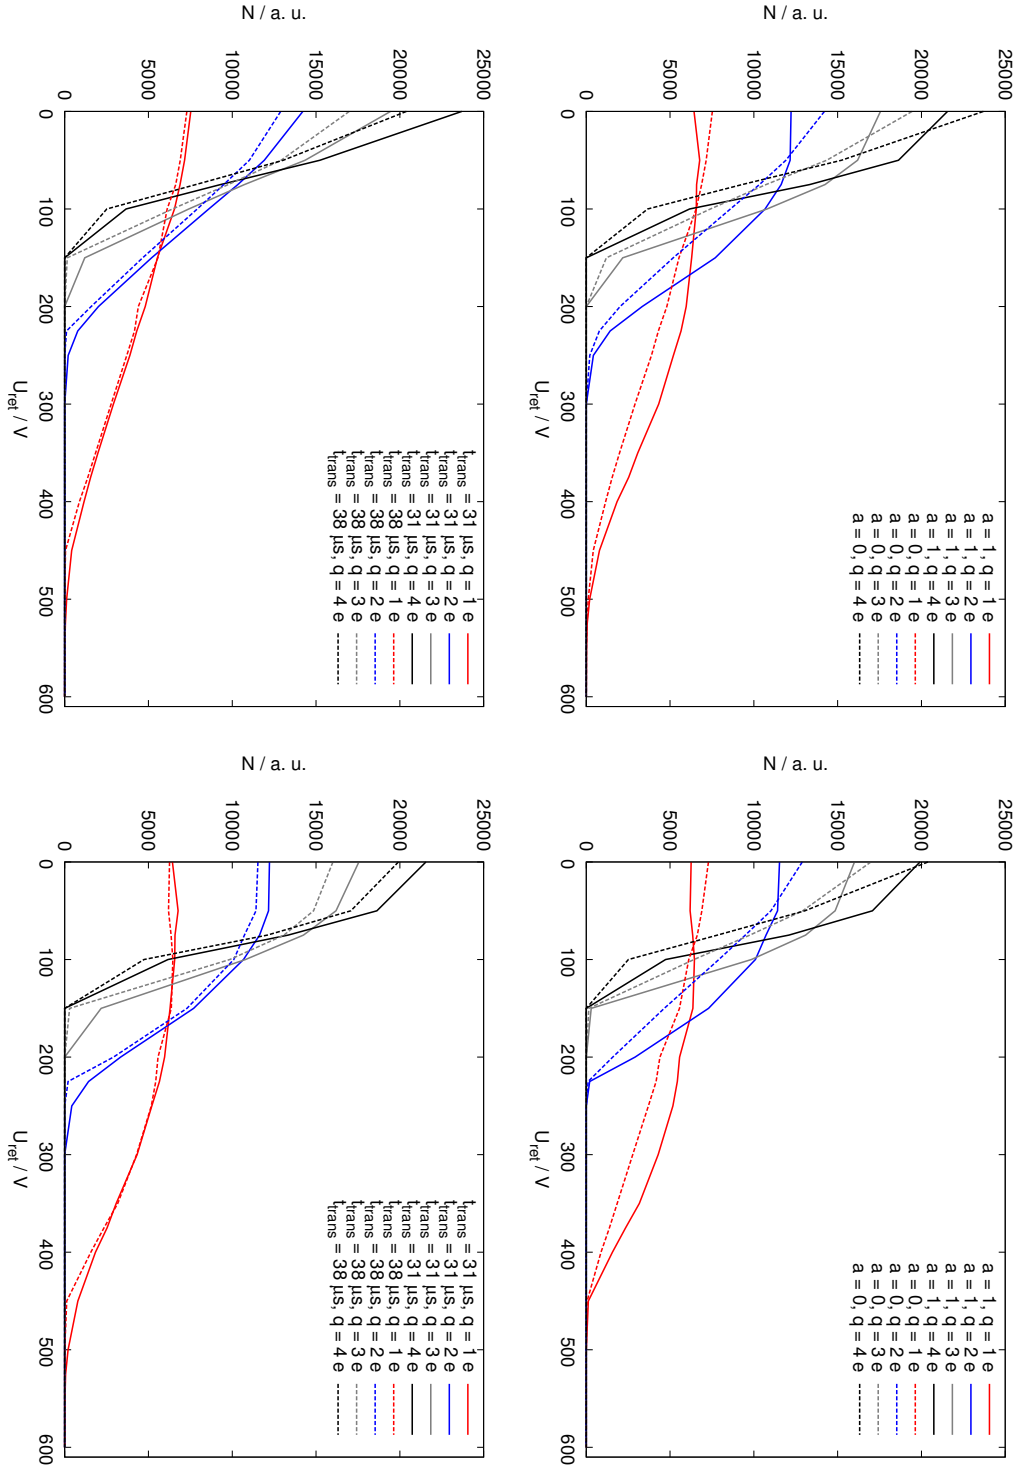 N / a. u.
25000
20000
15000
10000
5000
0
a = 1, q = 1 e
a = 1, q = 2 e
a = 1, q = 3 e
a = 1, q = 4 e
a = 0, q = 1 e
a = 0, q = 2 e
a = 0, q = 3 e
a = 0, q = 4 e
0 100 200 300 400 500 600
U_ret / V
N / a. u.
25000
20000
15000
10000
5000
0
a = 1, q = 1 e
a = 1, q = 2 e
a = 1, q = 3 e
a = 1, q = 4 e
a = 0, q = 1 e
a = 0, q = 2 e
a = 0, q = 3 e
a = 0, q = 4 e
0 100 200 300 400 500 600
U_ret / V
N / a. u.
25000
20000
15000
10000
5000
0
t_trans = 31 µs, q = 1 e
t_trans = 31 µs, q = 2 e
t_trans = 31 µs, q = 3 e
t_trans = 31 µs, q = 4 e
t_trans = 38 µs, q = 1 e
t_trans = 38 µs, q = 2 e
t_trans = 38 µs, q = 3 e
t_trans = 38 µs, q = 4 e
0 100 200 300 400 500 600
U_ret / V
N / a. u.
25000
20000
15000
10000
5000
0
t_trans = 31 µs, q = 1 e
t_trans = 31 µs, q = 2 e
t_trans = 31 µs, q = 3 e
t_trans = 31 µs, q = 4 e
t_trans = 38 µs, q = 1 e
t_trans = 38 µs, q = 2 e
t_trans = 38 µs, q = 3 e
t_trans = 38 µs, q = 4 e
0 100 200 300 400 500 600
U_ret / V